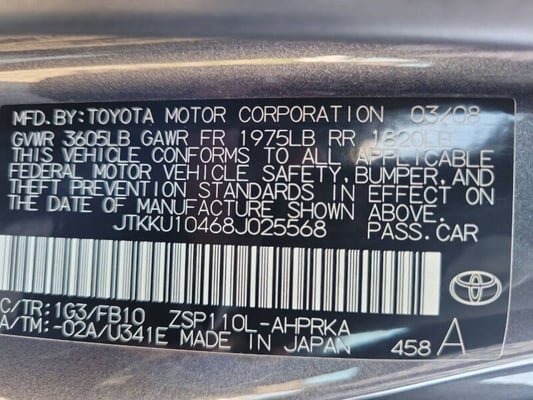 MFD.BY:TOYOTA MOTOR CORPORATION 03/08
GVWR 3605LB GAWR FR 1975LB RR 1820LB
THIS VEHICLE CONFORMS TO ALL APPLICABLE
FEDERAL MOTOR VEHICLE SAFETY,BUMPER,AND
THEFT PREVENTION STANDARDS IN EFFECT ON
THE DATE OF MANUFACTURE SHOWN ABOVE.
JTKKU10468J025568 PASS.CAR
C/TR:1G3/FB10 ZSP110L-AHPRKA
A/TM:-02A/U341E MADE IN JAPAN 458 A